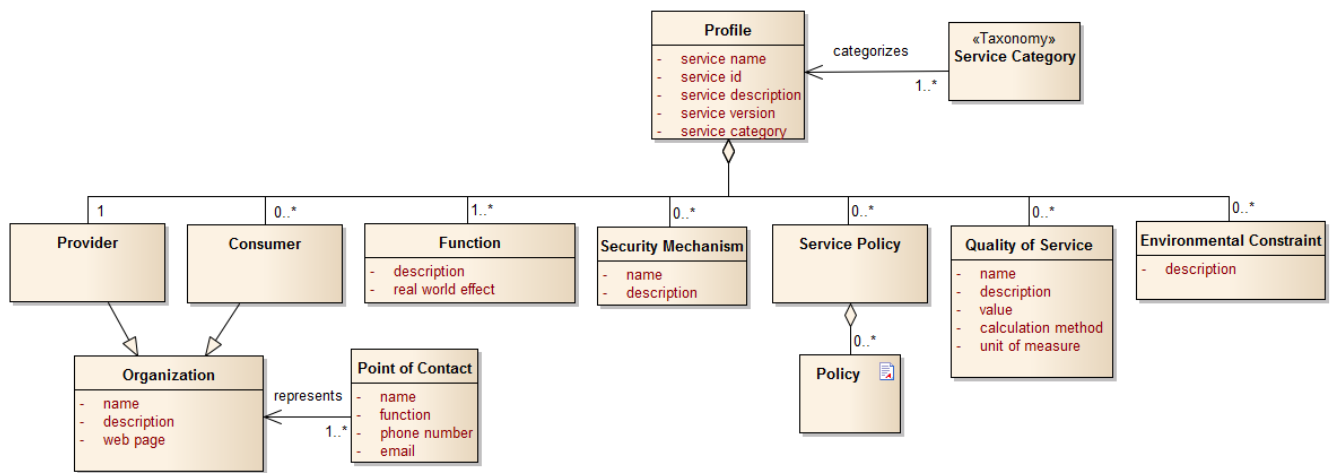 Profile
- service name
- service id
- service description
- service version
- service category
categorizes
1..*
«Taxonomy»
Service Category
1
0..*
1..*
0..*
0..*
0..*
0..*
Provider
Consumer
Function
- description
- real world effect
Security Mechanism
- name
- description
Service Policy
Quality of Service
- name
- description
- value
- calculation method
- unit of measure
Environmental Constraint
- description
0..*
Policy
Organization
- name
- description
- web page
represents
1..*
Point of Contact
- name
- function
- phone number
- email